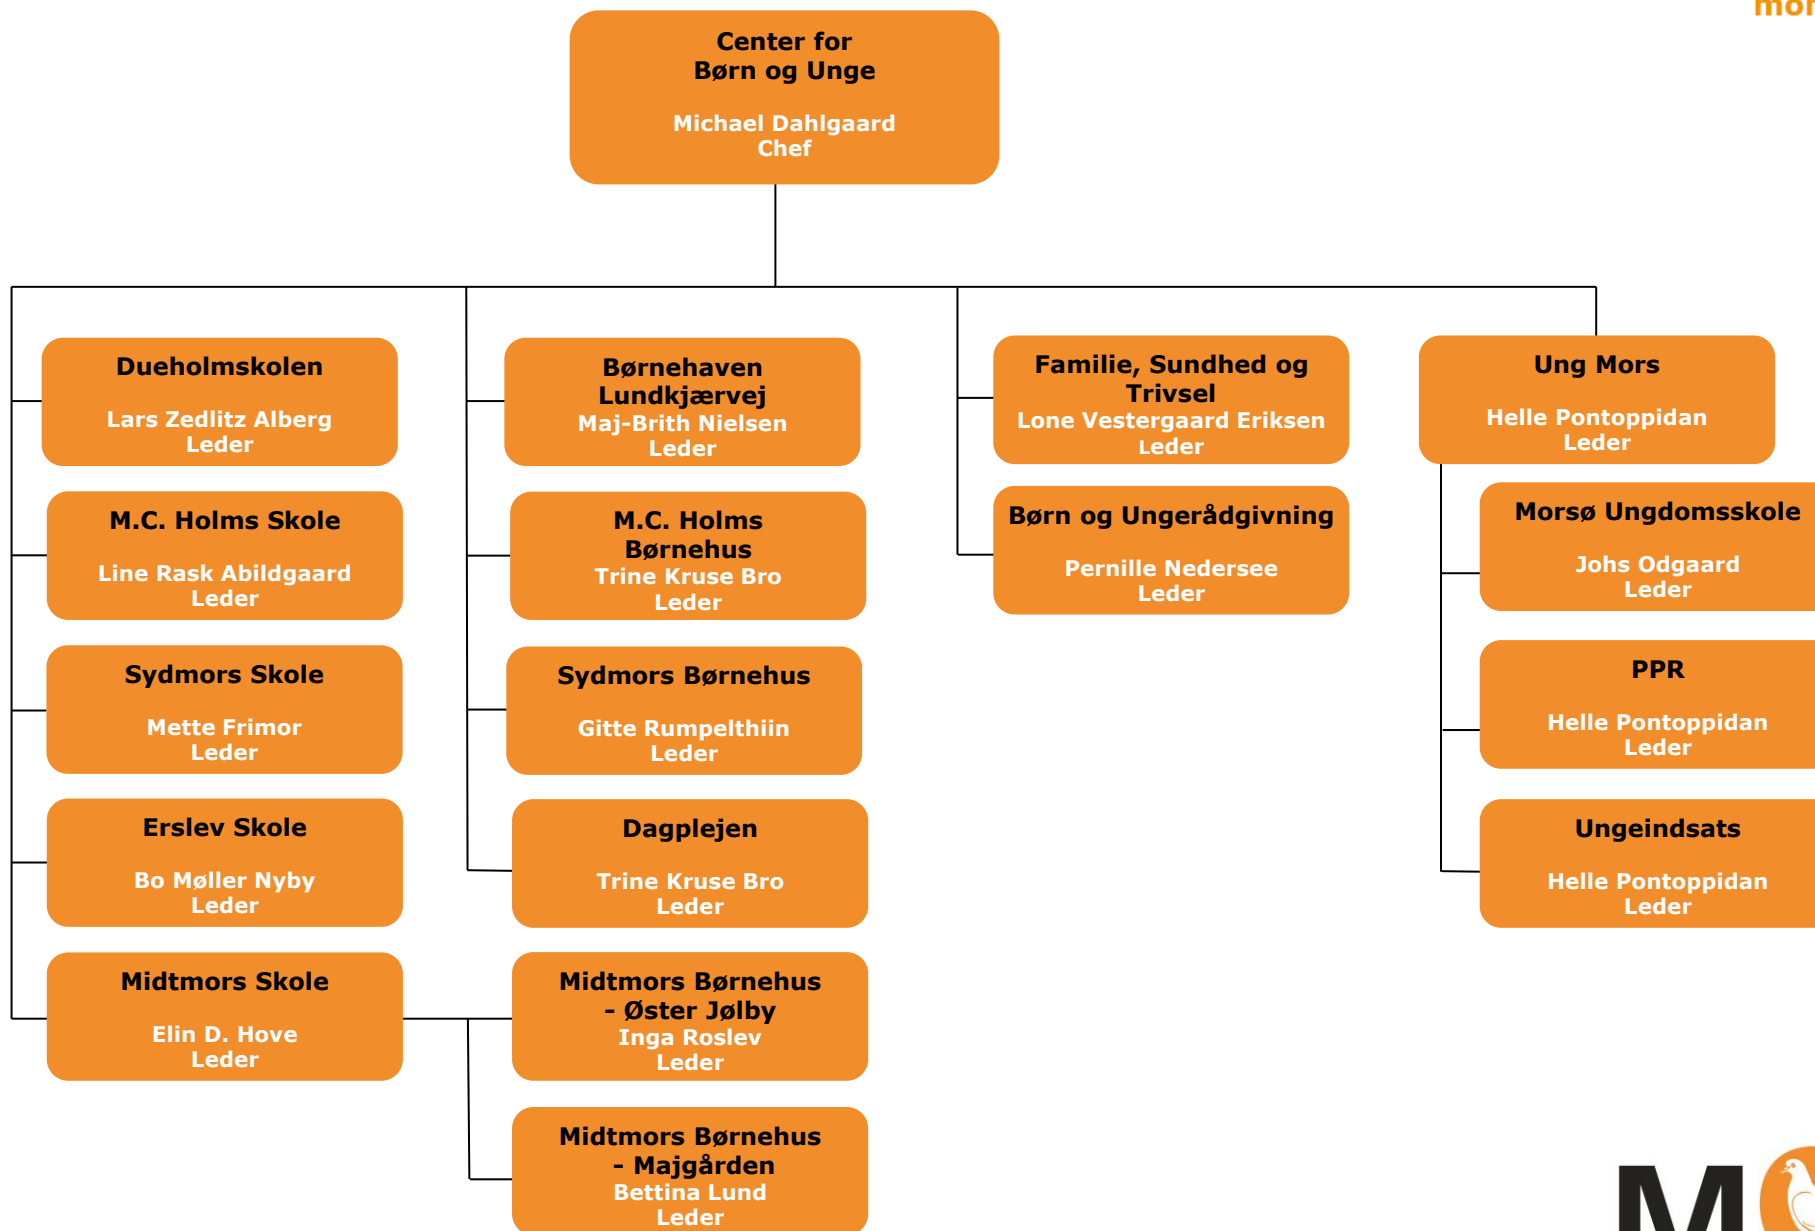 Center for
Børn og Unge
Michael Dahlgaard
Chef
Dueholmskolen
Lars Zedlitz Alberg
Leder
M.C. Holms Skole
Line Rask Abildgaard
Leder
Sydmors Skole
Mette Frimor
Leder
Erslev Skole
Bo Møller Nyby
Leder
Midtmors Skole
Elin D. Hove
Leder
Børnehaven
Lundkjærvej
Maj-Brith Nielsen
Leder
M.C. Holms
Børnehus
Trine Kruse Bro
Leder
Sydmors Børnehus
Gitte Rumpelthiin
Leder
Dagplejen
Trine Kruse Bro
Leder
Midtmors Børnehus
- Øster Jølby
Inga Roslev
Leder
Midtmors Børnehus
- Majgården
Bettina Lund
Leder
Familie, Sundhed og
Trivsel
Lone Vestergaard Eriksen
Leder
Børn og Ungerådgivning
Pernille Nedersee
Leder
Ung Mors
Helle Pontoppidan
Leder
Morsø Ungdomsskole
Johs Odgaard
Leder
PPR
Helle Pontoppidan
Leder
Ungeindsats
Helle Pontoppidan
Leder